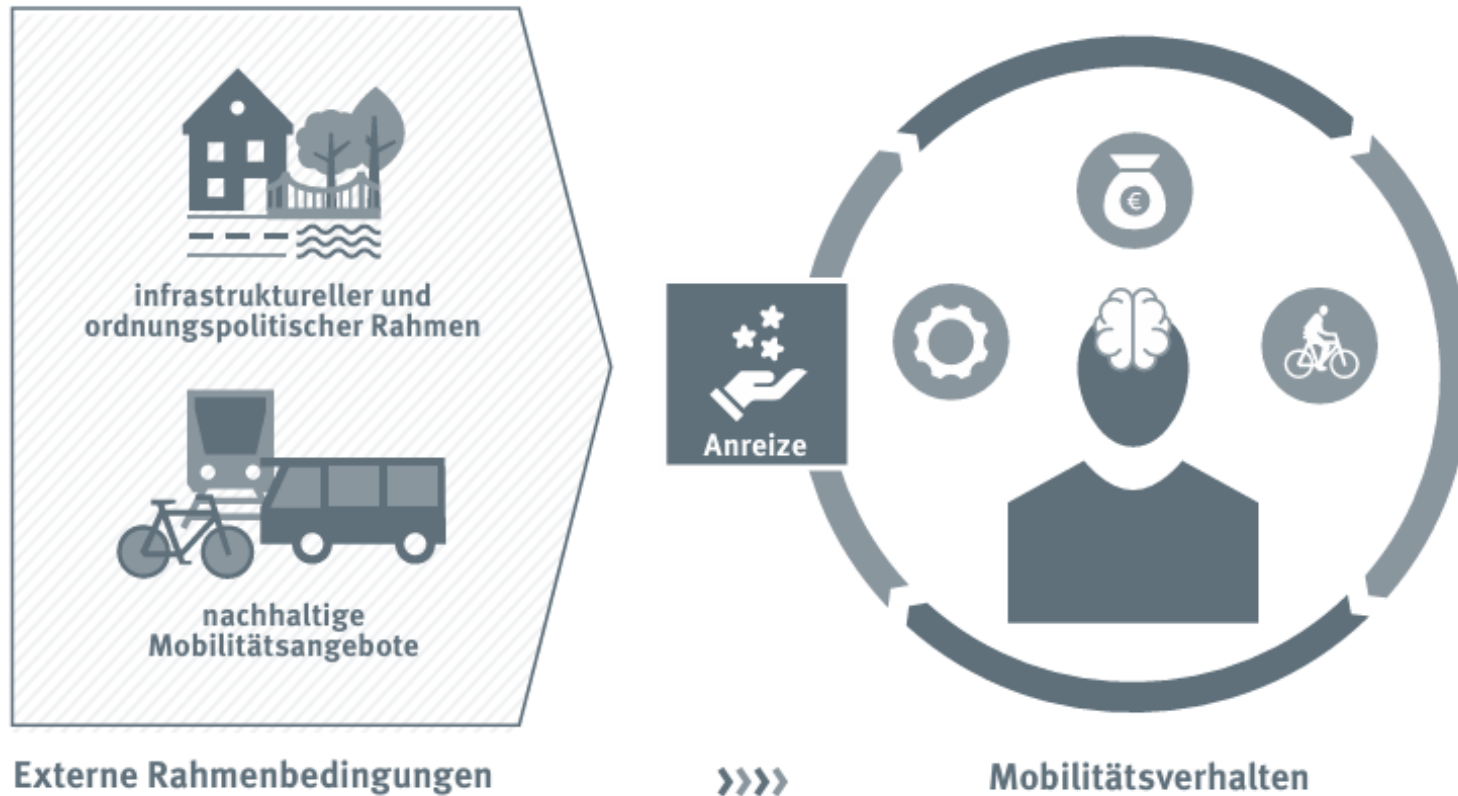 infrastruktureller und
ordnungspolitischer Rahmen
nachhaltige
Mobilitätsangebote
Externe Rahmenbedingungen
€
Anreize
Mobilitätsverhalten